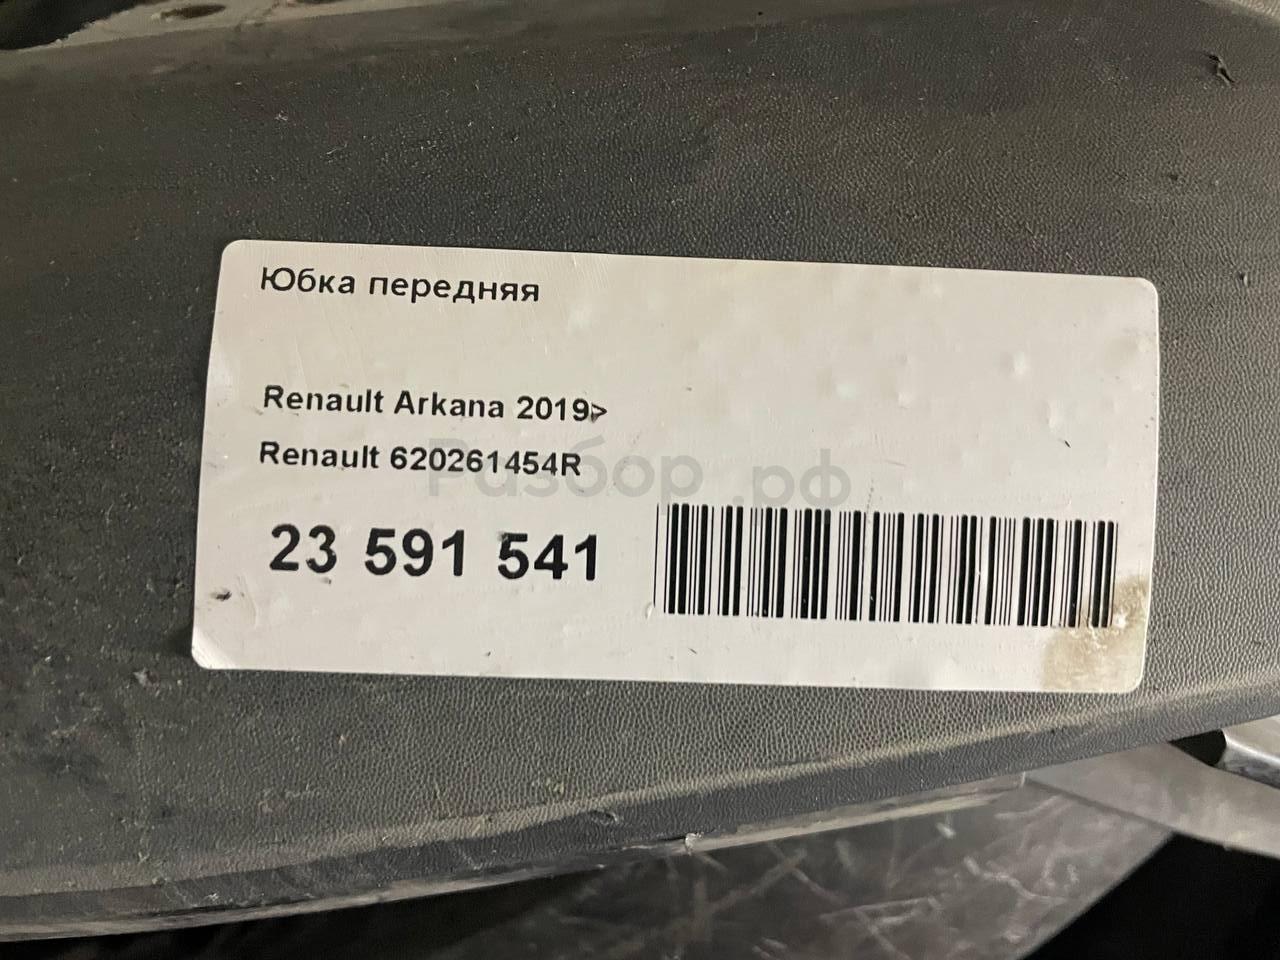 Юбка передняя
Renault Arkana 2019>
Renault 620261454R
Разбор.рф
23 591 541